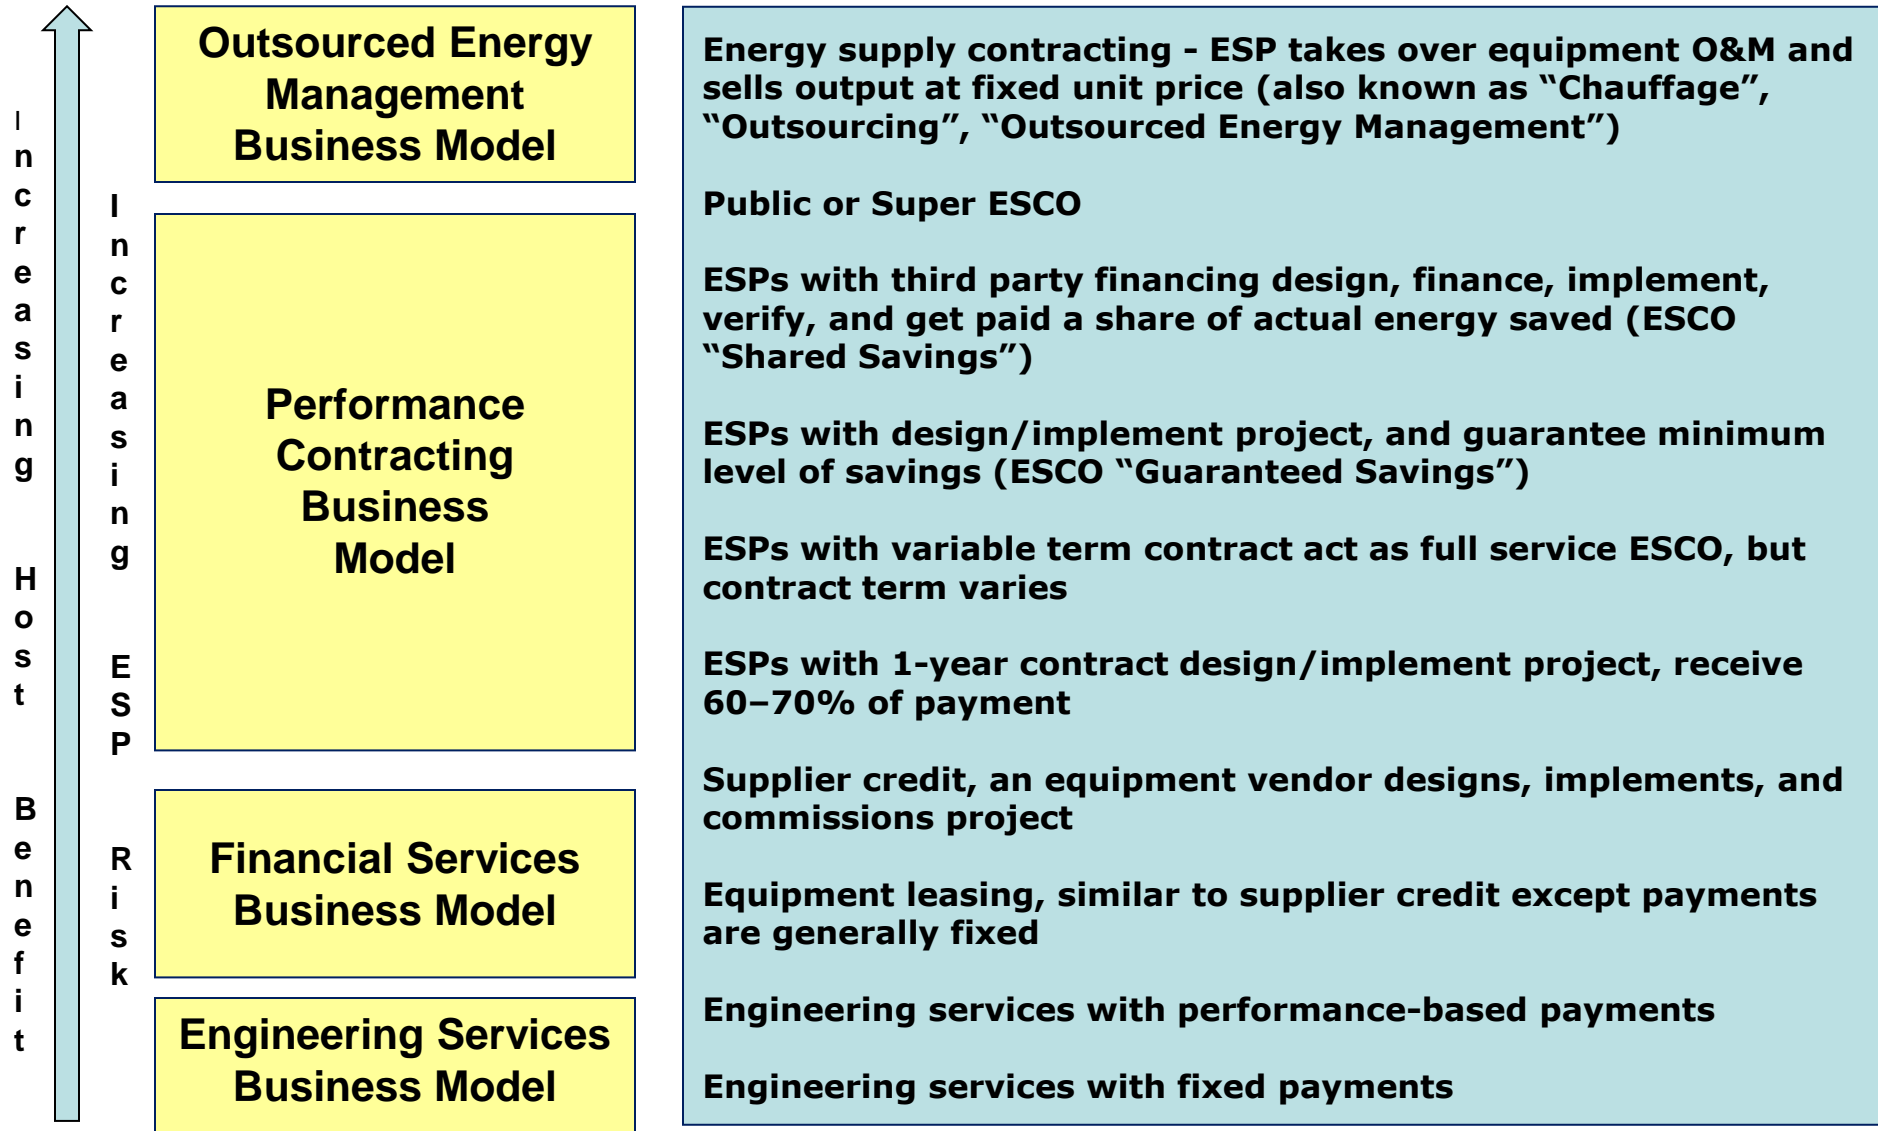 Increasing Host Benefit
Increasing ESP Risk
Outsourced Energy
Management
Business Model
Performance
Contracting
Business
Model
Financial Services
Business Model
Engineering Services
Business Model
Energy supply contracting - ESP takes over equipment O&M and
sells output at fixed unit price (also known as “Chauffage”,
“Outsourcing”, “Outsourced Energy Management”)
Public or Super ESCO
ESPs with third party financing design, finance, implement,
verify, and get paid a share of actual energy saved (ESCO
“Shared Savings”)
ESPs with design/implement project, and guarantee minimum
level of savings (ESCO “Guaranteed Savings”)
ESPs with variable term contract act as full service ESCO, but
contract term varies
ESPs with 1-year contract design/implement project, receive
60–70% of payment
Supplier credit, an equipment vendor designs, implements, and
commissions project
Equipment leasing, similar to supplier credit except payments
are generally fixed
Engineering services with performance-based payments
Engineering services with fixed payments